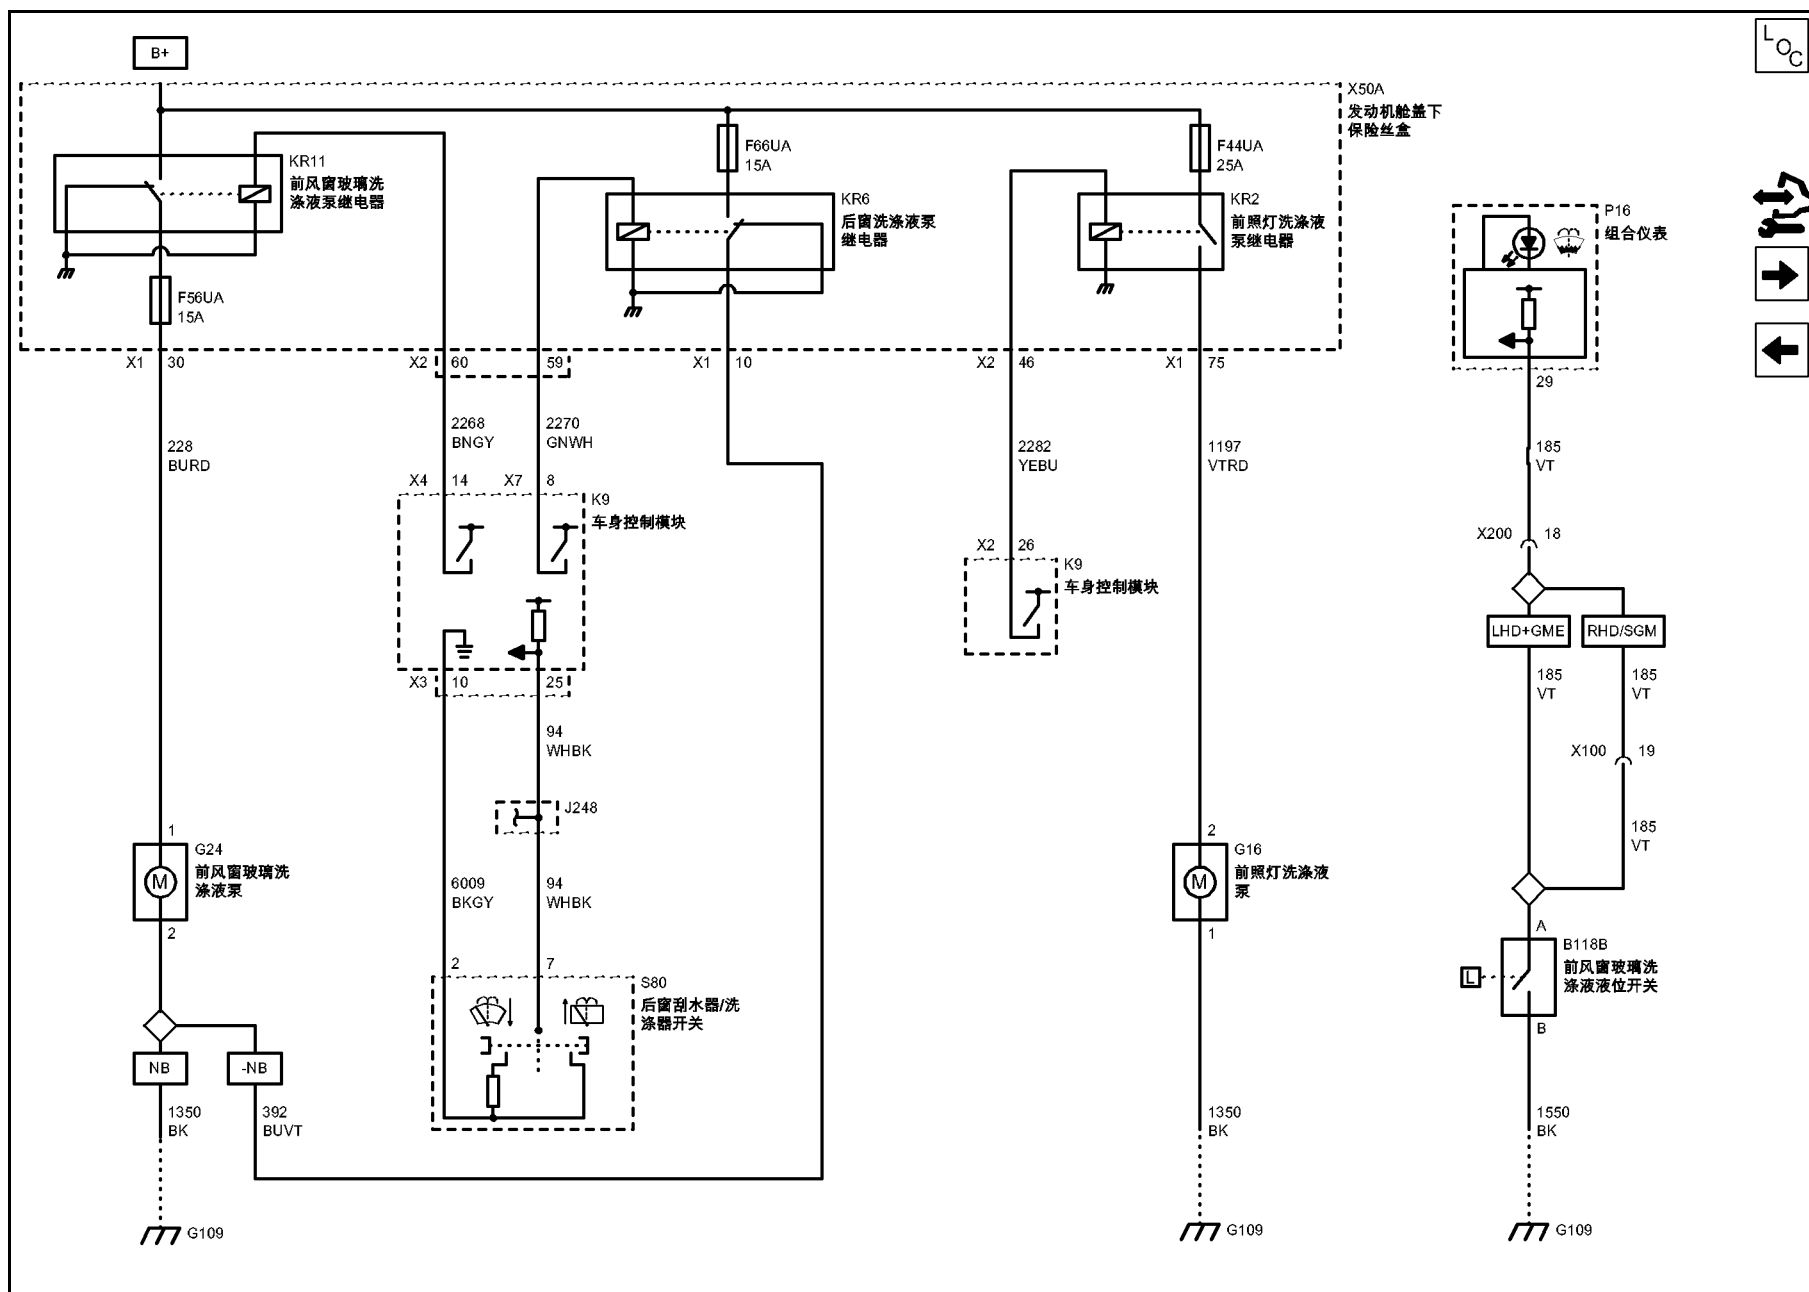 B+
LOC
X50A
发动机舱盖下
保险丝盒
KR11
前风窗玻璃洗
涤液泵继电器
F66UA
15A
F44UA
25A
KR6
后窗洗涤液泵
继电器
KR2
前照灯洗涤液
泵继电器
P16
组合仪表
F56UA
15A
X1 30
X2 60
59
X1 10
X2 46
X1 75
29
228
BURD
2268
BNGY
2270
GNWH
2282
YEBU
1197
VTRD
185
VT
X4 14
X7 8
K9
车身控制模块
X200 18
X2 26
K9
车身控制模块
LHD+GME
RHD/SGM
X3 10
25
185
VT
185
VT
94
WHBK
X100 19
J248
185
VT
1
G24
前风窗玻璃洗
涤液泵
M
2
6009
BKGY
94
WHBK
2
G16
前照灯洗涤液
泵
M
1
A
B118B
前风窗玻璃洗
涤液液位开关
L
B
2
7
S80
后窗刮水器/洗
涤器开关
NB
-NB
1350
BK
392
BUVT
1350
BK
1550
BK
G109
G109
G109